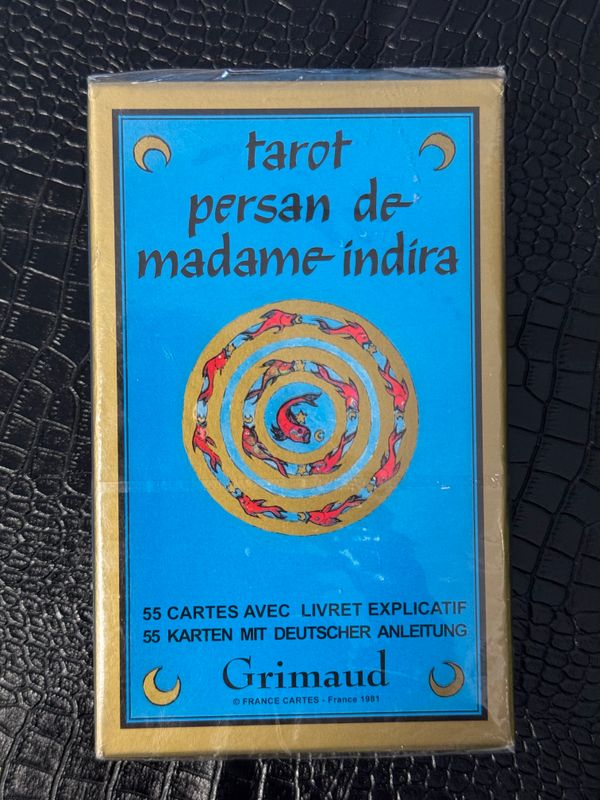 tarot
persan de
madame indira
55 CARTES AVEC LIVRET EXPLICATIF
55 KARTEN MIT DEUTSCHER ANLEITUNG
Grimaud
© FRANCE CARTES - France 1981